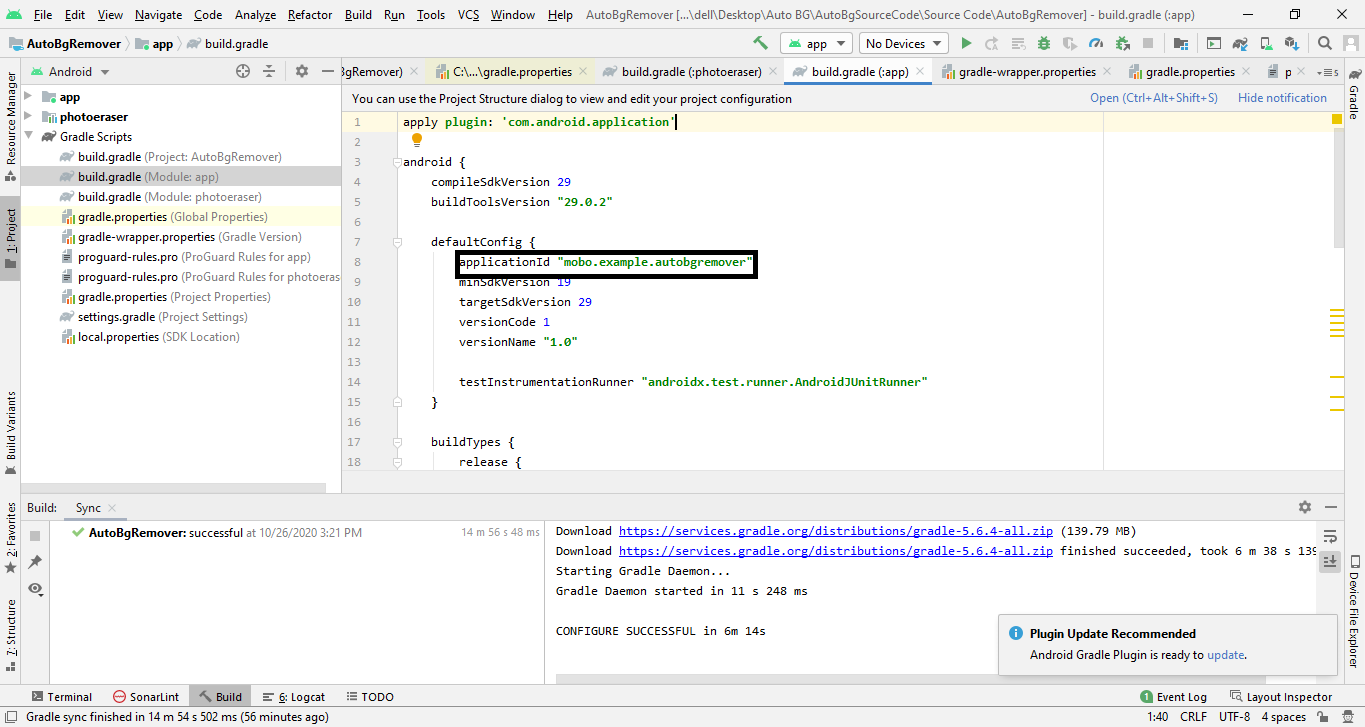 File Edit View Navigate Code Analyze Refactor Build Run Tools VCS Window Help AutoBgRemover [...\dell\Desktop\Auto BG\AutoBgSourceCode\Source Code\AutoBgRemover] - build.gradle (:app)
AutoBgRemover app build.gradle
app No Devices
Android
BgRemover) C:\...\gradle.properties build.gradle (:photoeraser) build.gradle (:app) gradle-wrapper.properties gradle.properties p
Resource Manager
1: Project
Build Variants
2: Favorites
7: Structure
app
photoeraser
Gradle Scripts
build.gradle (Project: AutoBgRemover)
build.gradle (Module: app)
build.gradle (Module: photoeraser)
gradle.properties (Global Properties)
gradle-wrapper.properties (Gradle Version)
proguard-rules.pro (ProGuard Rules for app)
proguard-rules.pro (ProGuard Rules for photoeras
gradle.properties (Project Properties)
settings.gradle (Project Settings)
local.properties (SDK Location)
You can use the Project Structure dialog to view and edit your project configuration Open (Ctrl+Alt+Shift+S) Hide notification
1 apply plugin: 'com.android.application'
2
3 android {
4 compileSdkVersion 29
5 buildToolsVersion "29.0.2"
6
7 defaultConfig {
8 applicationId "mobo.example.autobgremover"
9 minSdkVersion 19
10 targetSdkVersion 29
11 versionCode 1
12 versionName "1.0"
13
14 testInstrumentationRunner "androidx.test.runner.AndroidJUnitRunner"
15 }
16
17 buildTypes {
18 release {
Gradle
Device File Explorer
Build: Sync
AutoBgRemover: successful at 10/26/2020 3:21 PM 14 m 56 s 48 ms
Download https://services.gradle.org/distributions/gradle-5.6.4-all.zip (139.79 MB)
Download https://services.gradle.org/distributions/gradle-5.6.4-all.zip finished succeeded, took 6 m 38 s 139
Starting Gradle Daemon...
Gradle Daemon started in 11 s 248 ms
CONFIGURE SUCCESSFUL in 6m 14s
Plugin Update Recommended
Android Gradle Plugin is ready to update.
Terminal SonarLint Build 6: Logcat TODO 1 Event Log Layout Inspector
Gradle sync finished in 14 m 54 s 502 ms (56 minutes ago) 1:40 CRLF UTF-8 4 spaces